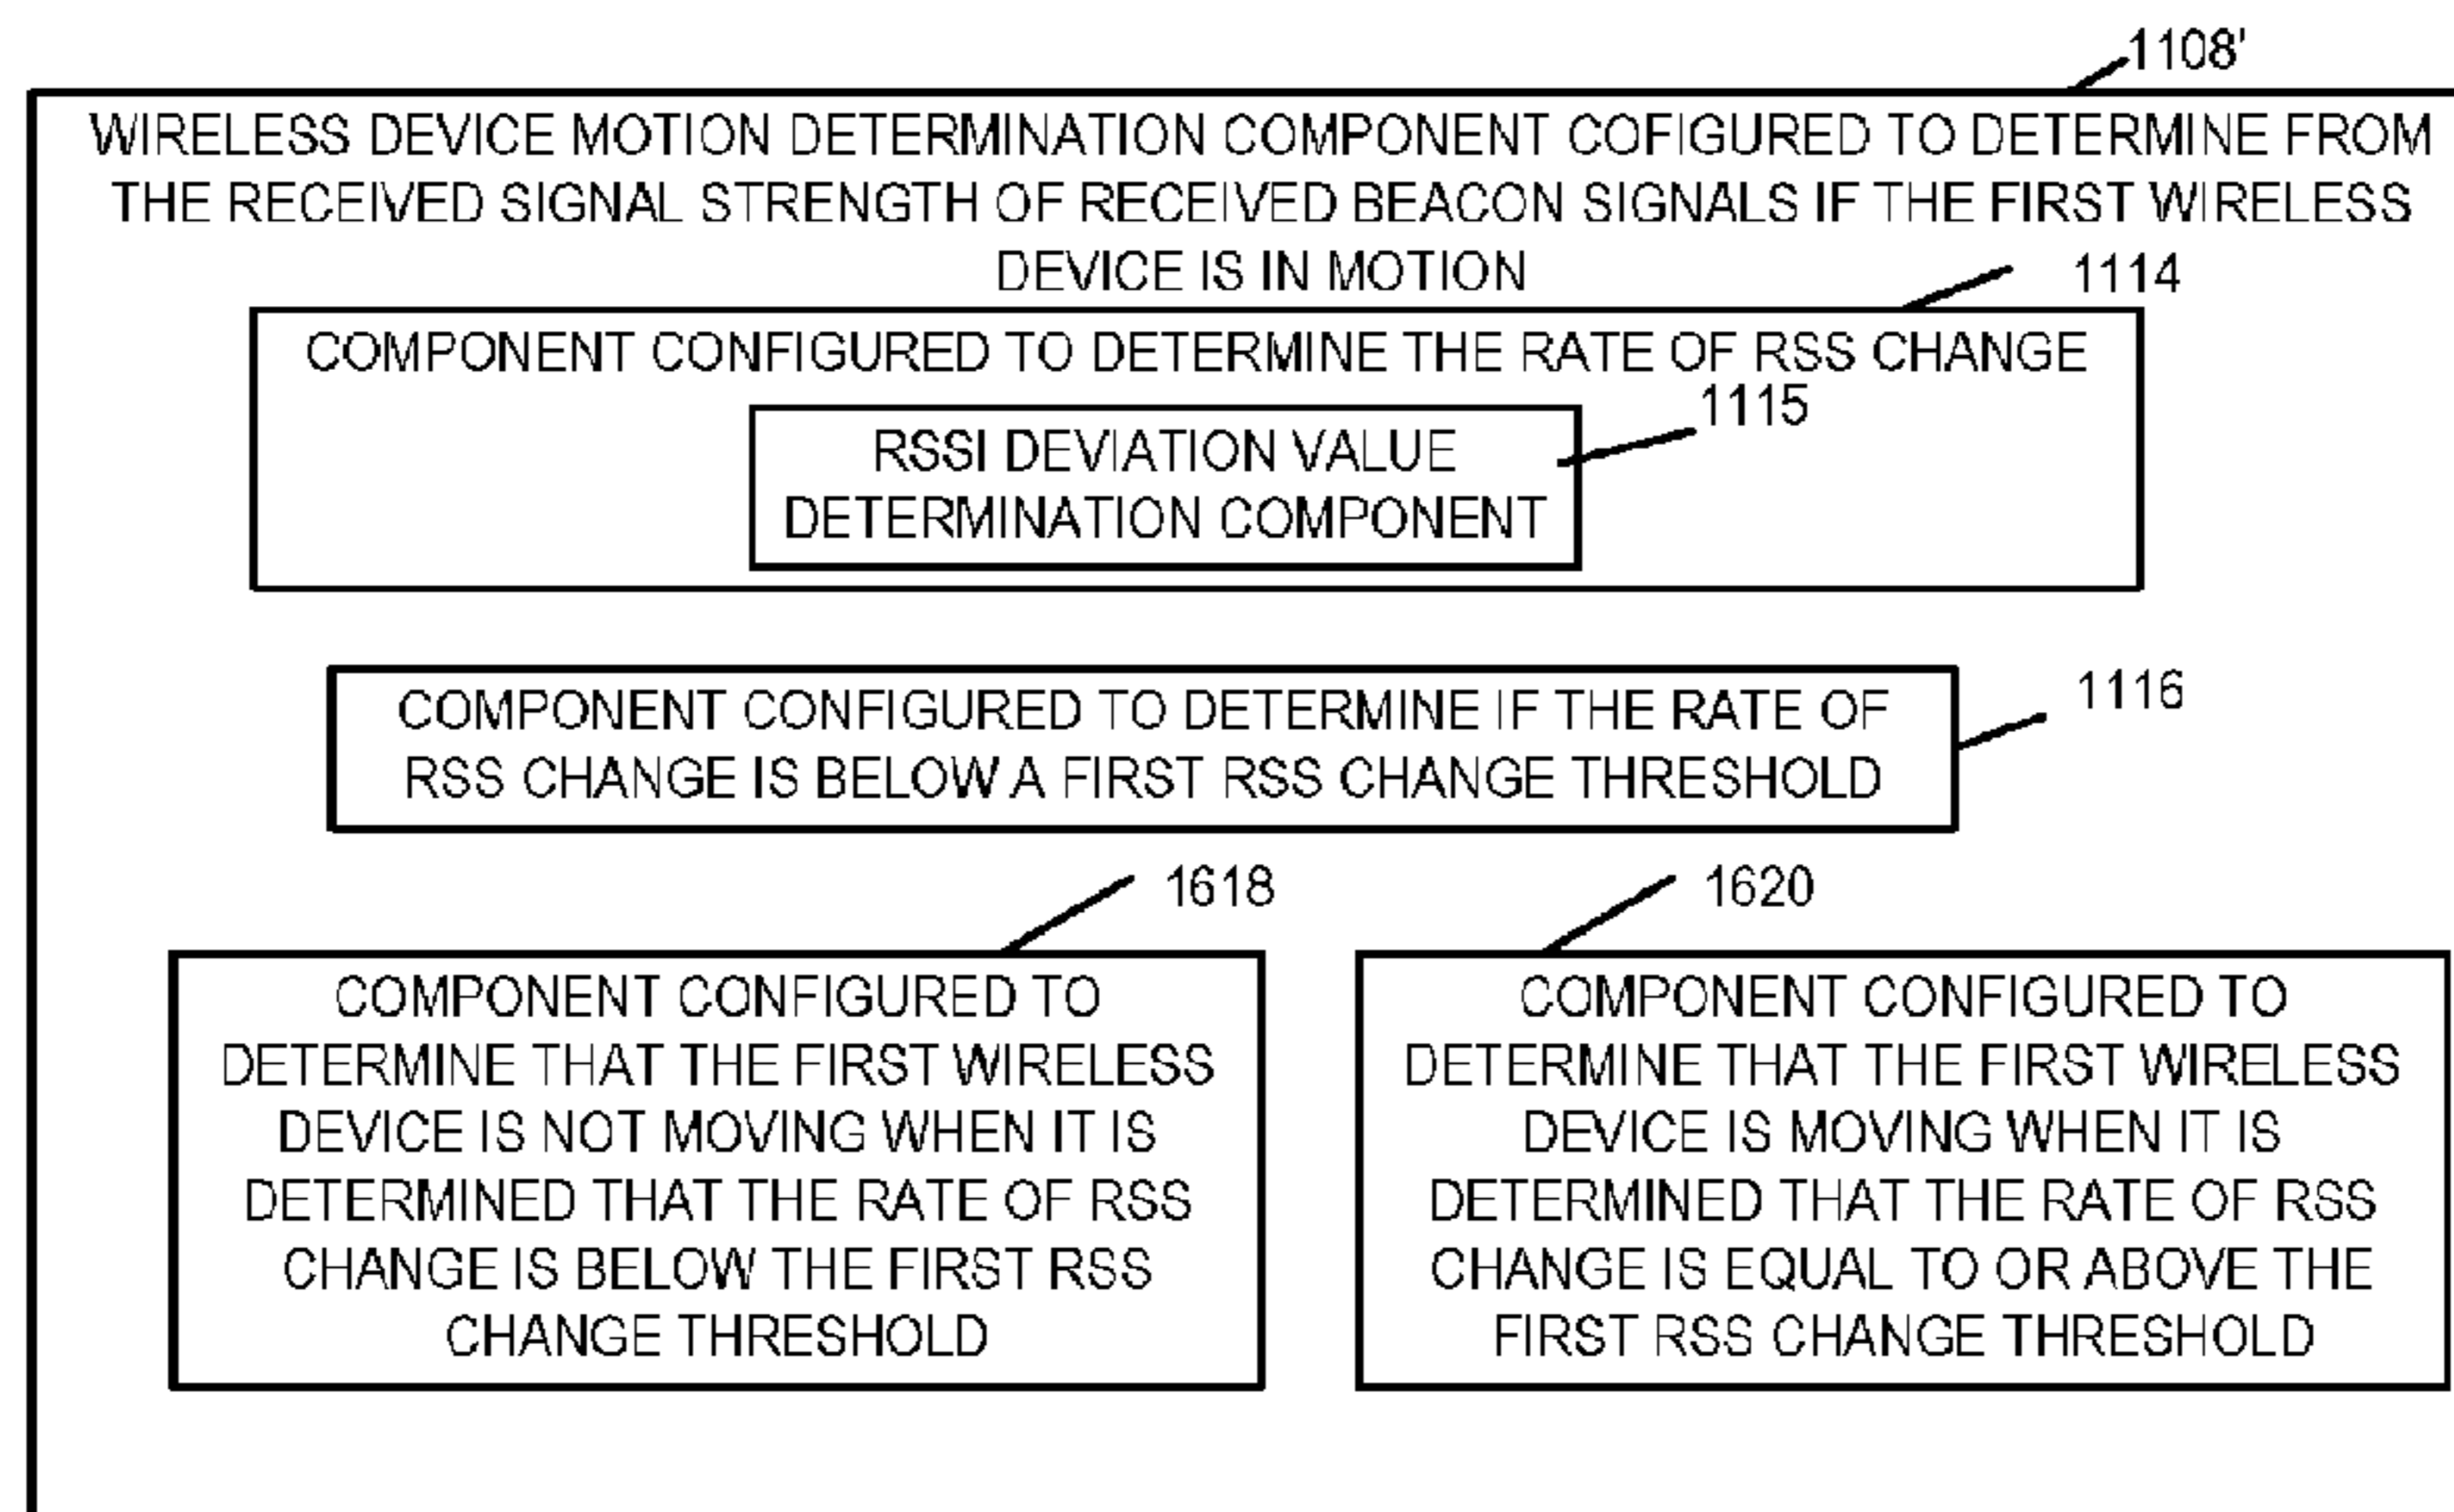 1108'
WIRELESS DEVICE MOTION DETERMINATION COMPONENT COFIGURED TO DETERMINE FROM
THE RECEIVED SIGNAL STRENGTH OF RECEIVED BEACON SIGNALS IF THE FIRST WIRELESS
DEVICE IS IN MOTION
1114
COMPONENT CONFIGURED TO DETERMINE THE RATE OF RSS CHANGE
1115
RSSI DEVIATION VALUE
DETERMINATION COMPONENT
1116
COMPONENT CONFIGURED TO DETERMINE IF THE RATE OF
RSS CHANGE IS BELOW A FIRST RSS CHANGE THRESHOLD
1618
COMPONENT CONFIGURED TO
DETERMINE THAT THE FIRST WIRELESS
DEVICE IS NOT MOVING WHEN IT IS
DETERMINED THAT THE RATE OF RSS
CHANGE IS BELOW THE FIRST RSS
CHANGE THRESHOLD
1620
COMPONENT CONFIGURED TO
DETERMINE THAT THE FIRST WIRELESS
DEVICE IS MOVING WHEN IT IS
DETERMINED THAT THE RATE OF RSS
CHANGE IS EQUAL TO OR ABOVE THE
FIRST RSS CHANGE THRESHOLD